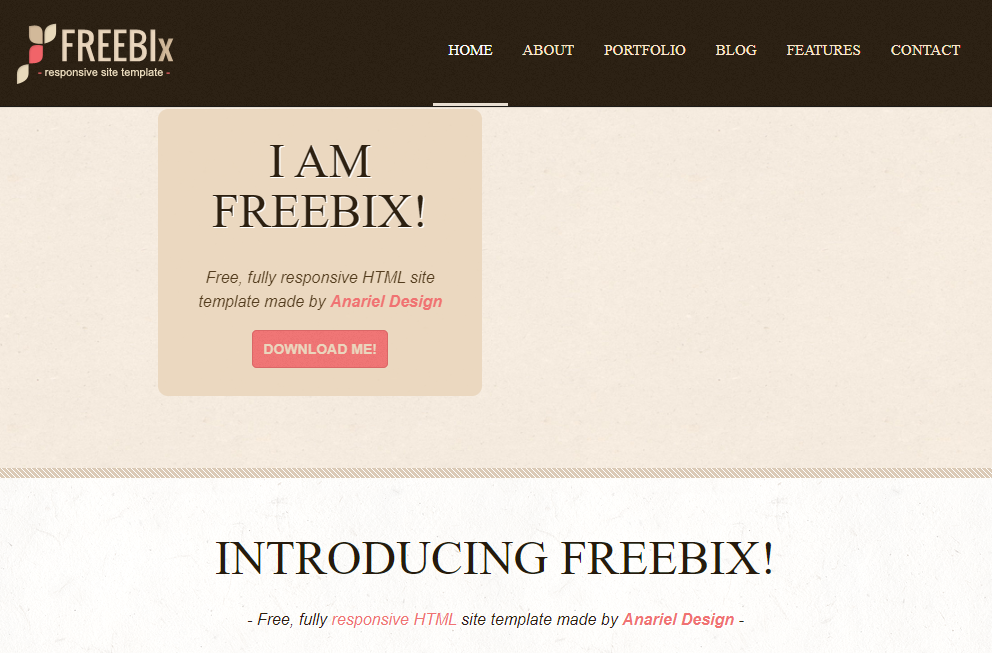 FREEBIx
- responsive site template -
HOME ABOUT PORTFOLIO BLOG FEATURES CONTACT
I AM
FREEBIX!
Free, fully responsive HTML site
template made by Anariel Design
DOWNLOAD ME!
INTRODUCING FREEBIX!
- Free, fully responsive HTML site template made by Anariel Design -